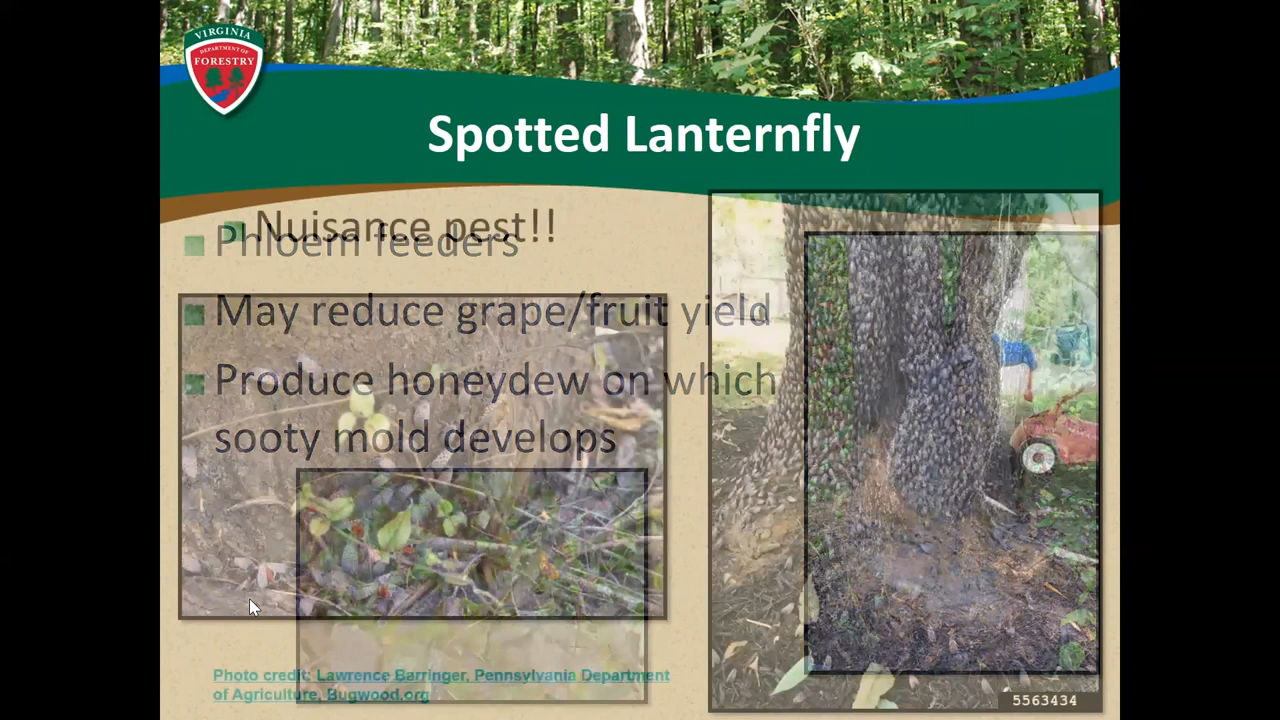 VIRGINIA
DEPARTMENT OF
FORESTRY
Spotted Lanternfly
Nuisance pest!!
Phloem feeders
May reduce grape/fruit yield
Produce honeydew on which
sooty mold develops
Photo credit: Lawrence Barringer, Pennsylvania Department
of Agriculture, Bugwood.org
5563434